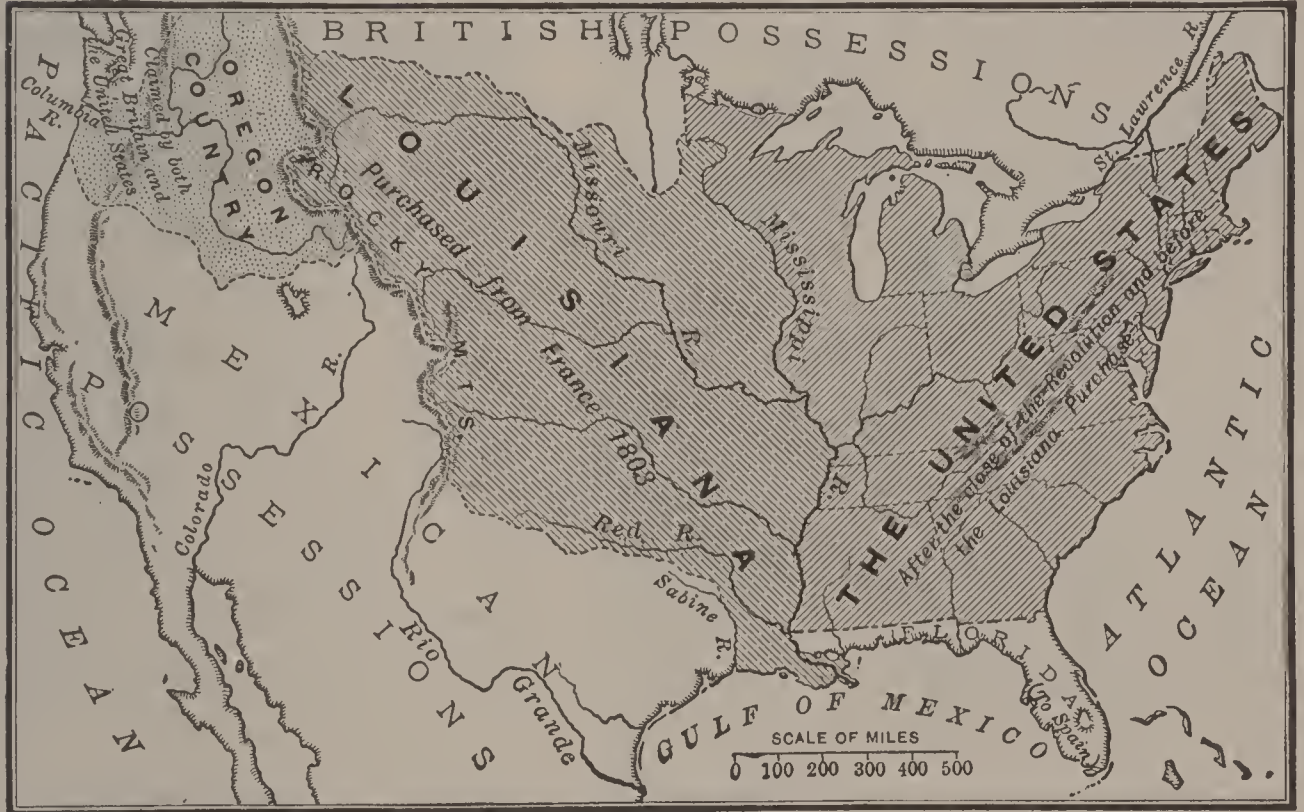 BRITISH POSSESSIONS
PACIFIC OCEAN
Columbia
R.
Claimed by both
Great Britain and
the United States
OREGON
COUNTRY
ROCKY MTS
LOUISIANA
Purchased from France 1803
Missouri
R.
Mississippi
R.
St. Lawrence R.
THE UNITED STATES
After the close of the Revolution and before
the Louisiana Purchase
MEXICAN
POSSESSIONS
Colorado
R.
Red R.
Sabine
R.
Rio
Grande
FLORIDA
To Spain
GULF OF MEXICO
ATLANTIC
OCEAN
SCALE OF MILES
0 100 200 300 400 500